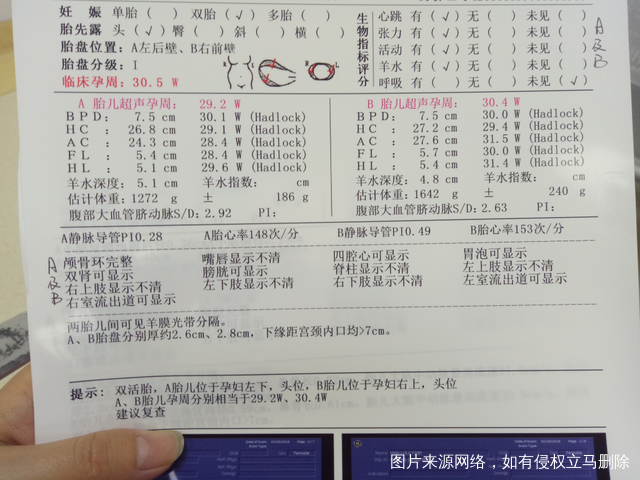 妊娠 单胎( ) 双胎(√) 多胎( )
胎先露 头(√)臀( )斜( )横( )
胎盘位置：A左后壁、B右前壁
胎盘分级：I
临床孕周：30.5 W
生物指标评分
心跳 有(√)无( ) 未见( )
张力 有(√)无( ) 未见( )
活动 有(√)无( ) 未见( )
羊水 有(√)无( ) 未见( )
呼吸 有( )无( ) 未见(√)
A及B
A 胎儿超声孕周： 29.2 W
BPD： 7.5 cm 30.1 W (Hadlock)
HC ： 26.8 cm 29.1 W (Hadlock)
AC ： 24.3 cm 28.4 W (Hadlock)
FL ： 5.4 cm 28.4 W (Hadlock)
HL ： 5.1 cm 29.6 W (Hadlock)
羊水深度： 5.1 cm 羊水指数： cm
估计体重：1272 g ± 186 g
腹部大血管脐动脉S/D：2.92 PI：
B 胎儿超声孕周： 30.4 W
BPD： 7.5 cm 30.0 W (Hadlock)
HC ： 27.2 cm 29.4 W (Hadlock)
AC ： 27.6 cm 31.5 W (Hadlock)
FL ： 5.7 cm 30.0 W (Hadlock)
HL ： 5.4 cm 31.4 W (Hadlock)
羊水深度： 4.8 cm 羊水指数： cm
估计体重：1642 g ± 240 g
腹部大血管脐动脉S/D：2.63 PI：
A静脉导管PI0.28 A胎心率148次/分 B静脉导管PI0.49 B胎心率153次/分
A及B
颅骨环完整 嘴唇显示不清 四腔心可显示 胃泡可显示
双肾可显示 膀胱可显示 脊柱显示不清 左上肢显示不清
右上肢显示不清 左下肢显示不清 右下肢显示不清 左室流出道可显示
右室流出道可显示
两胎儿间可见羊膜光带分隔。
A、B胎盘分别厚约2.6cm、2.8cm，下缘距宫颈内口均>7cm。
提示： 双活胎，A胎儿位于孕妇左下，头位，B胎儿位于孕妇右上，头位
A、B胎儿孕周分别相当于29.2W、30.4W
建议复查
图片来源网络，如有侵权立马删除